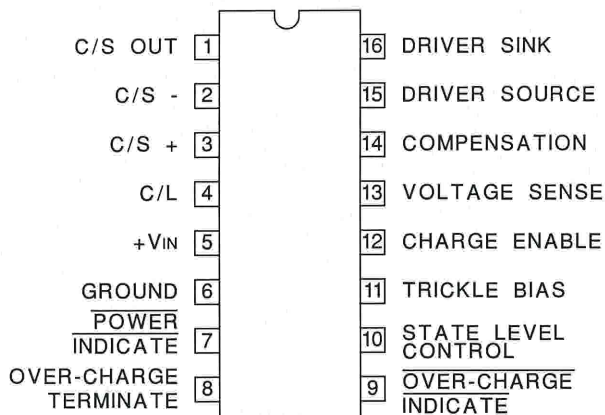 C/S OUT 1 16 DRIVER SINK
C/S - 2 15 DRIVER SOURCE
C/S + 3 14 COMPENSATION
C/L 4 13 VOLTAGE SENSE
+VIN 5 12 CHARGE ENABLE
GROUND 6 11 TRICKLE BIAS
POWER
INDICATE 7 10 STATE LEVEL
CONTROL
OVER-CHARGE
TERMINATE 8 9 OVER-CHARGE
INDICATE